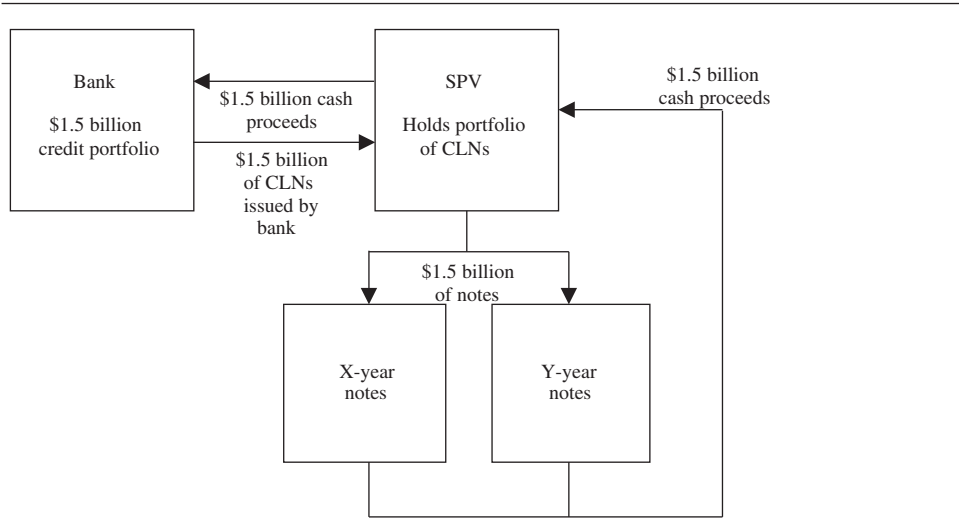 Bank
$1.5 billion
credit portfolio
$1.5 billion cash
proceeds
$1.5 billion
of CLNs
issued by
bank
SPV
Holds portfolio
of CLNs
$1.5 billion
cash proceeds
$1.5 billion
of notes
X-year
notes
Y-year
notes